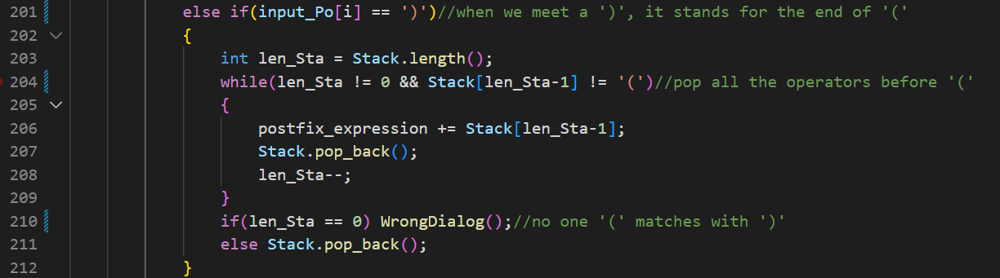 201 else if(input_Po[i] == ')')//when we meet a ')', it stands for the end of '('
202 {
203 int len_Sta = Stack.length();
204 while(len_Sta != 0 && Stack[len_Sta-1] != '(')//pop all the operators before '('
205 {
206 postfix_expression += Stack[len_Sta-1];
207 Stack.pop_back();
208 len_Sta--;
209 }
210 if(len_Sta == 0) WrongDialog();//no one '(' matches with ')'
211 else Stack.pop_back();
212 }